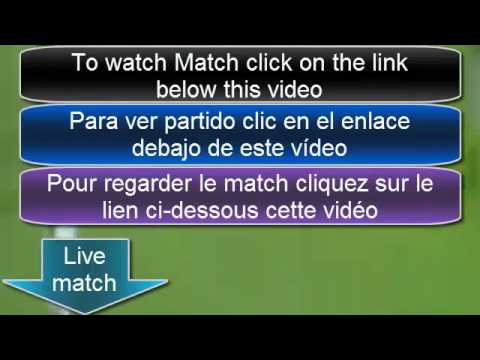 To watch Match click on the link
below this video
Para ver partido clic en el enlace
debajo de este vídeo
Pour regarder le match cliquez sur le
lien ci-dessous cette vidéo
Live
match